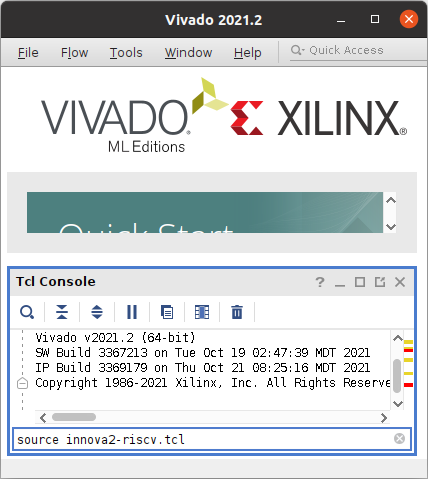 Vivado 2021.2
File Flow Tools Window Help Quick Access
VIVADO XILINX
ML Editions
Quick Start
Tcl Console
Vivado v2021.2 (64-bit)
SW Build 3367213 on Tue Oct 19 02:47:39 MDT 2021
IP Build 3369179 on Thu Oct 21 08:25:16 MDT 2021
Copyright 1986-2021 Xilinx, Inc. All Rights Reserve
source innova2-riscv.tcl